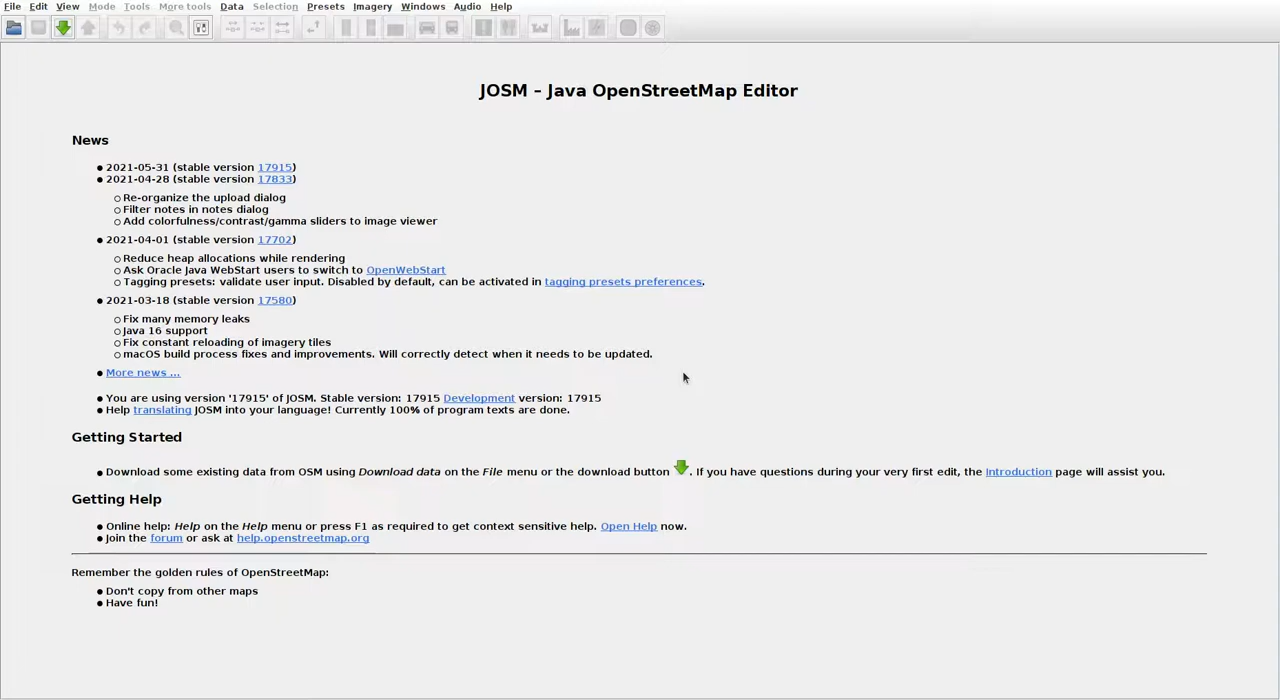 File Edit View Mode Tools More tools Data Selection Presets Imagery Windows Audio Help
JOSM – Java OpenStreetMap Editor
News
2021-05-31 (stable version 17915)
2021-04-28 (stable version 17833)
Re-organize the upload dialog
Filter notes in notes dialog
Add colorfulness/contrast/gamma sliders to image viewer
2021-04-01 (stable version 17702)
Reduce heap allocations while rendering
Ask Oracle Java WebStart users to switch to OpenWebStart
Tagging presets: validate user input. Disabled by default, can be activated in tagging presets preferences.
2021-03-18 (stable version 17580)
Fix many memory leaks
Java 16 support
Fix constant reloading of imagery tiles
macOS build process fixes and improvements. Will correctly detect when it needs to be updated.
More news ...
You are using version '17915' of JOSM. Stable version: 17915 Development version: 17915
Help translating JOSM into your language! Currently 100% of program texts are done.
Getting Started
Download some existing data from OSM using Download data on the File menu or the download button . If you have questions during your very first edit, the Introduction page will assist you.
Getting Help
Online help: Help on the Help menu or press F1 as required to get context sensitive help. Open Help now.
Join the forum or ask at help.openstreetmap.org
Remember the golden rules of OpenStreetMap:
Don't copy from other maps
Have fun!